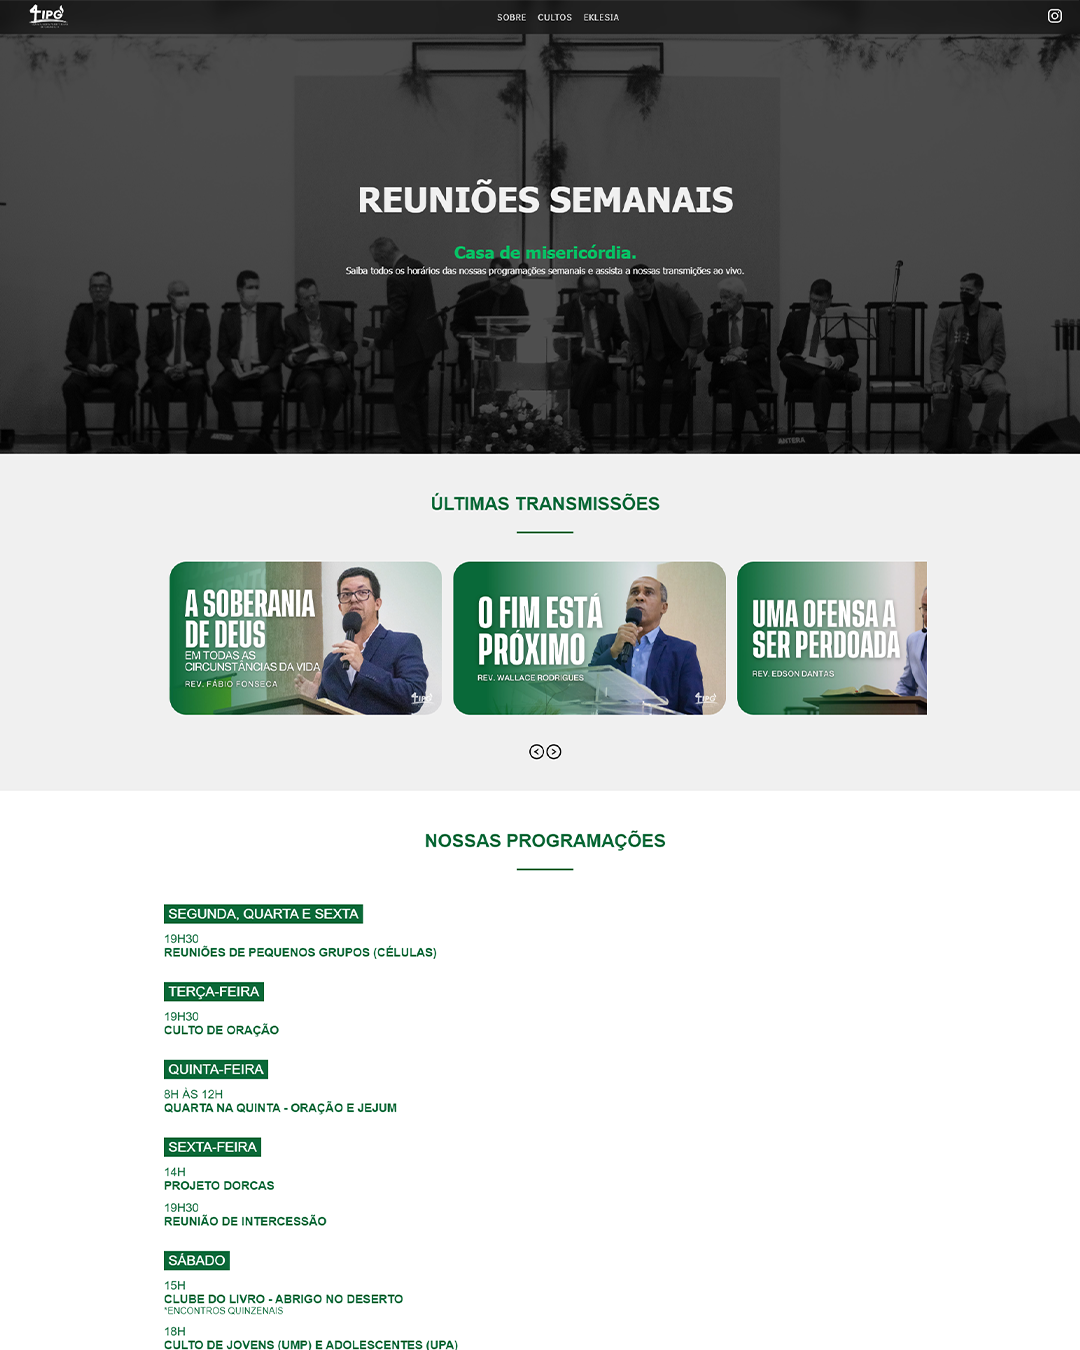 4IPG
SOBRE CULTOS EKLESIA
REUNIÕES SEMANAIS
Casa de misericórdia.
Saiba todos os horários das nossas programações semanais e assista a nossas transmições ao vivo.
ANTERA
ÚLTIMAS TRANSMISSÕES
A SOBERANIA
DE DEUS
EM TODAS AS
CIRCUNSTÂNCIAS DA VIDA
REV. FÁBIO FONSECA
4IPG
O FIM ESTÁ
PRÓXIMO
REV. WALLACE RODRIGUES
4IPG
UMA OFENSA A
SER PERDOADA
REV. EDSON DANTAS
NOSSAS PROGRAMAÇÕES
SEGUNDA, QUARTA E SEXTA
19H30
REUNIÕES DE PEQUENOS GRUPOS (CÉLULAS)
TERÇA-FEIRA
19H30
CULTO DE ORAÇÃO
QUINTA-FEIRA
8H ÀS 12H
QUARTA NA QUINTA - ORAÇÃO E JEJUM
SEXTA-FEIRA
14H
PROJETO DORCAS
19H30
REUNIÃO DE INTERCESSÃO
SÁBADO
15H
CLUBE DO LIVRO - ABRIGO NO DESERTO
*ENCONTROS QUINZENAIS
18H
CULTO DE JOVENS (UMP) E ADOLESCENTES (UPA)